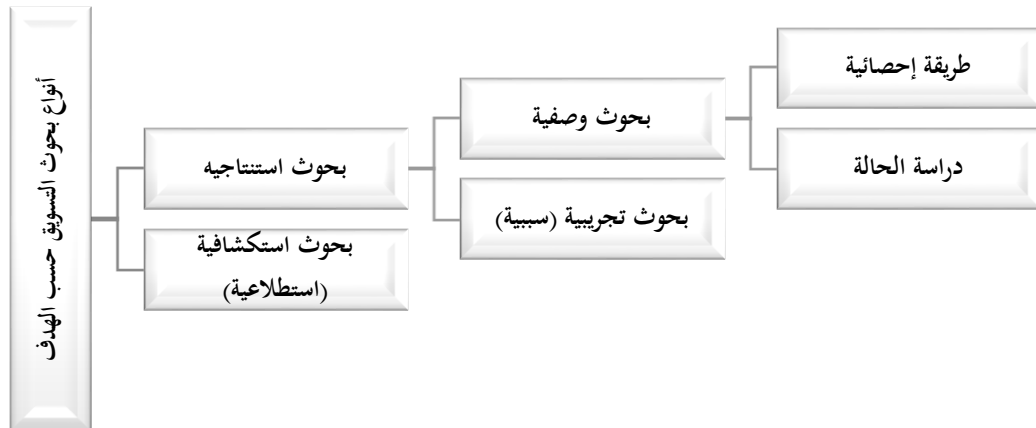 أنواع بحوث التسويق حسب الهدف
بحوث استنتاجيه
بحوث استكشافية
(استطلاعية)
بحوث وصفية
بحوث تجريبية (سببية)
طريقة إحصائية
دراسة الحالة